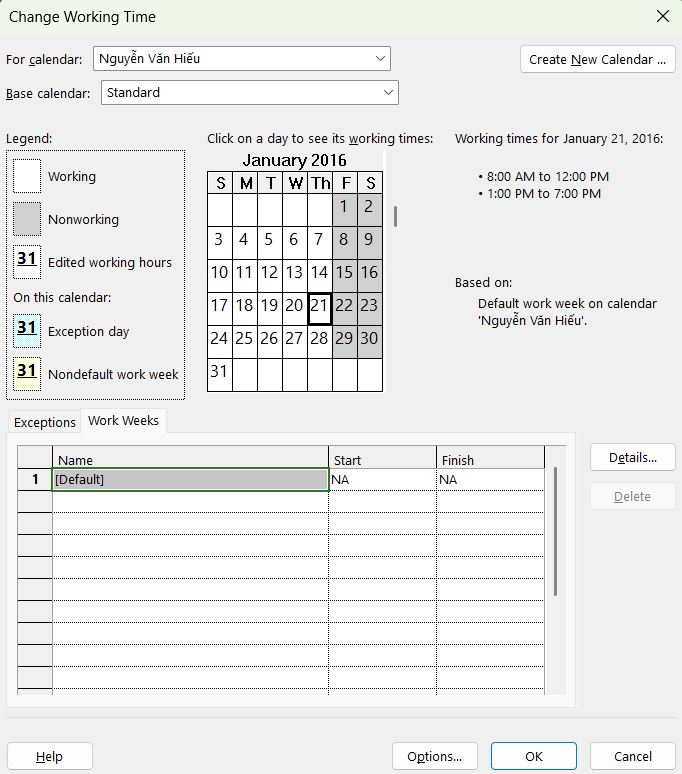 Change Working Time
For calendar: Nguyễn Văn Hiếu
Create New Calendar ...
Base calendar: Standard
Legend:
Working
Nonworking
31 Edited working hours
On this calendar:
31 Exception day
31 Nondefault work week
Click on a day to see its working times:
January 2016
S M T W Th F S
1 2
3 4 5 6 7 8 9
10 11 12 13 14 15 16
17 18 19 20 21 22 23
24 25 26 27 28 29 30
31
Working times for January 21, 2016:
• 8:00 AM to 12:00 PM
• 1:00 PM to 7:00 PM
Based on:
Default work week on calendar
'Nguyễn Văn Hiếu'.
Exceptions Work Weeks
Name Start Finish
1 [Default] NA NA
Details...
Delete
Help Options... OK Cancel